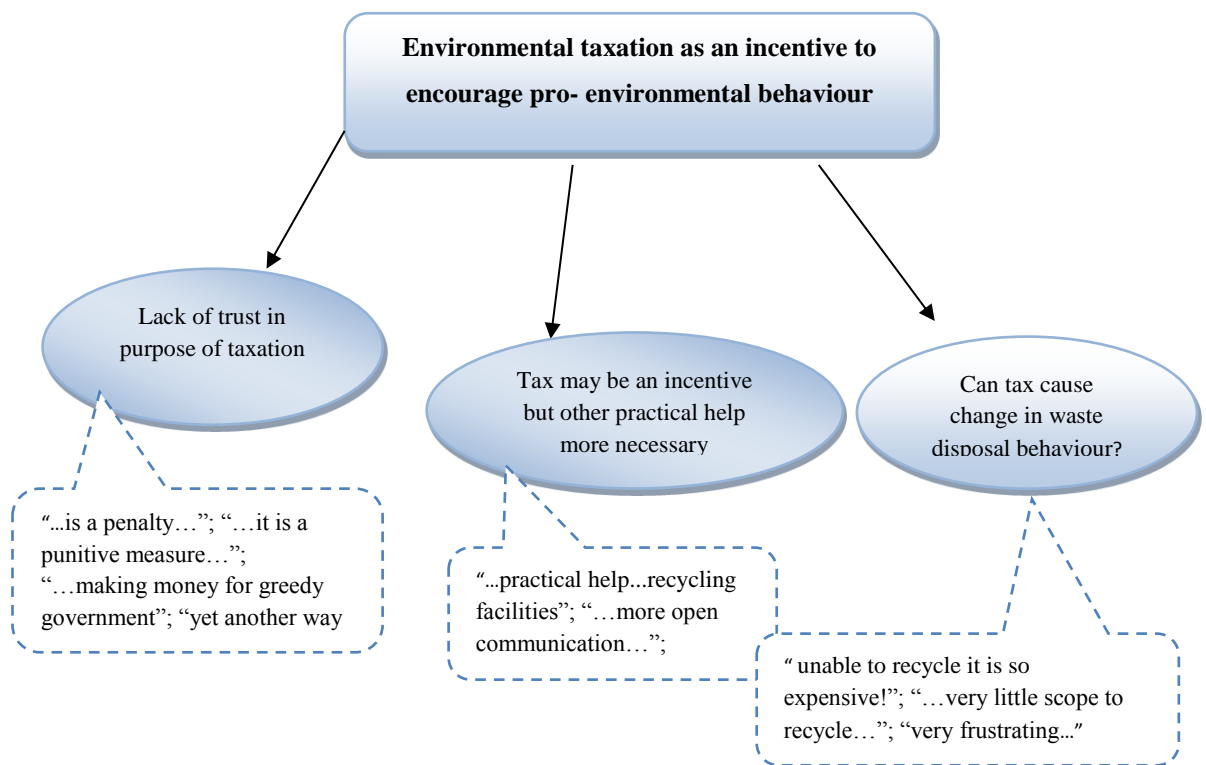 Environmental taxation as an incentive to
encourage pro- environmental behaviour
Lack of trust in
purpose of taxation
Tax may be an incentive
but other practical help
more necessary
Can tax cause
change in waste
disposal behaviour?
“…is a penalty…”; “…it is a
punitive measure…”;
“…making money for greedy
government”; “yet another way
“…practical help...recycling
facilities”; “…more open
communication…”;
“ unable to recycle it is so
expensive!”; “…very little scope to
recycle…”; “very frustrating…”